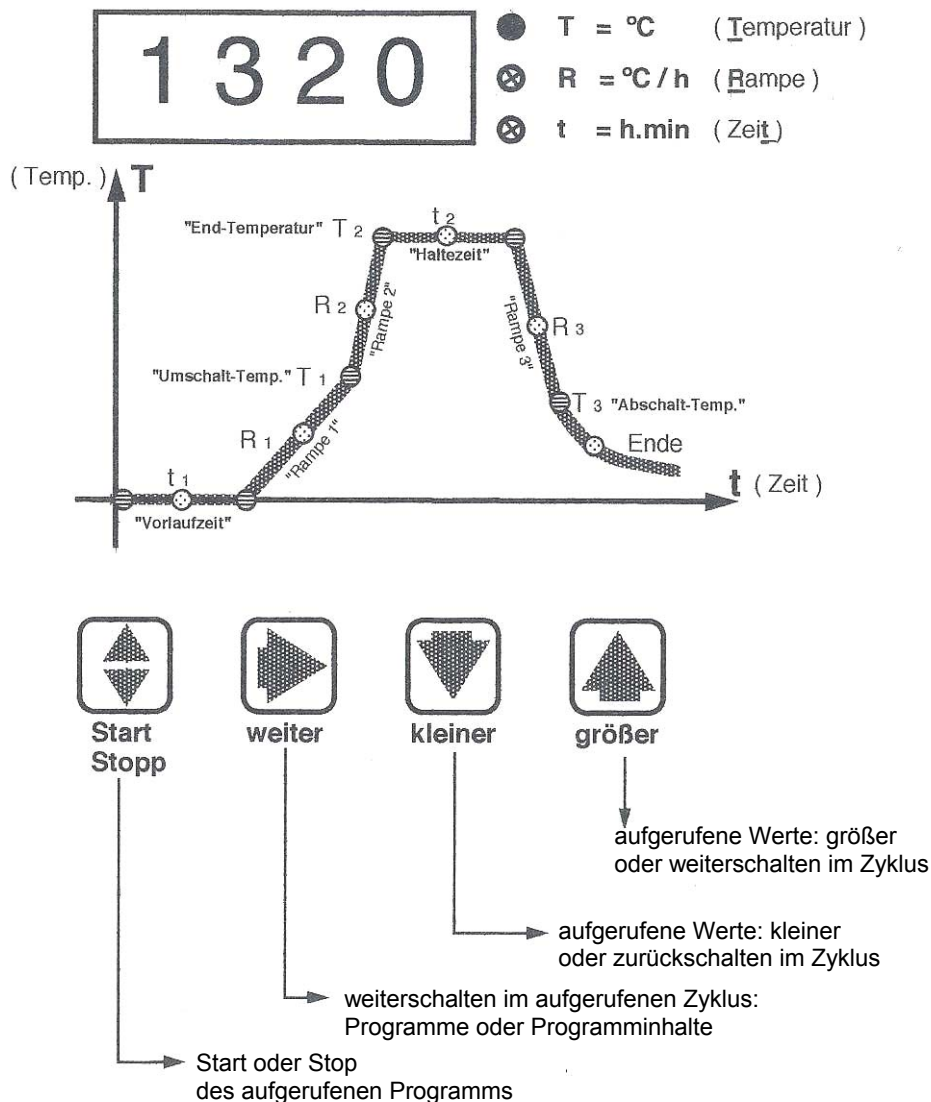 1320
T = °C ( Temperatur )
R = °C / h ( Rampe )
t = h.min ( Zeit )
( Temp. ) T
"End-Temperatur" T 2
t 2
"Haltezeit"
R 2
"Rampe 2"
"Rampe 3"
R 3
"Umschalt-Temp." T 1
T 3 "Abschalt-Temp."
R 1
"Rampe 1"
Ende
t 1
t ( Zeit )
"Vorlaufzeit"
Start
Stopp
weiter
kleiner
größer
aufgerufene Werte: größer
oder weiterschalten im Zyklus
aufgerufene Werte: kleiner
oder zurückschalten im Zyklus
weiterschalten im aufgerufenen Zyklus:
Programme oder Programminhalte
Start oder Stop
des aufgerufenen Programms